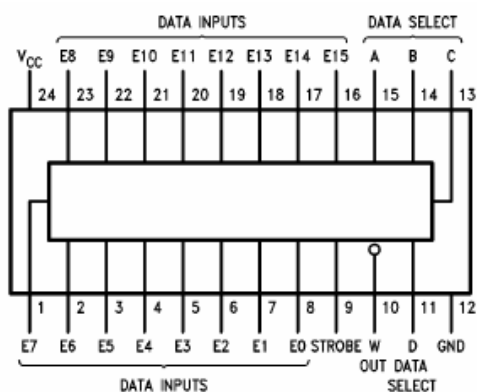 DATA INPUTS DATA SELECT
VCC E8 E9 E10 E11 E12 E13 E14 E15 A B C
24 23 22 21 20 19 18 17 16 15 14 13
1 2 3 4 5 6 7 8 9 10 11 12
E7 E6 E5 E4 E3 E2 E1 E0 STROBE W D GND
OUT DATA
DATA INPUTS SELECT